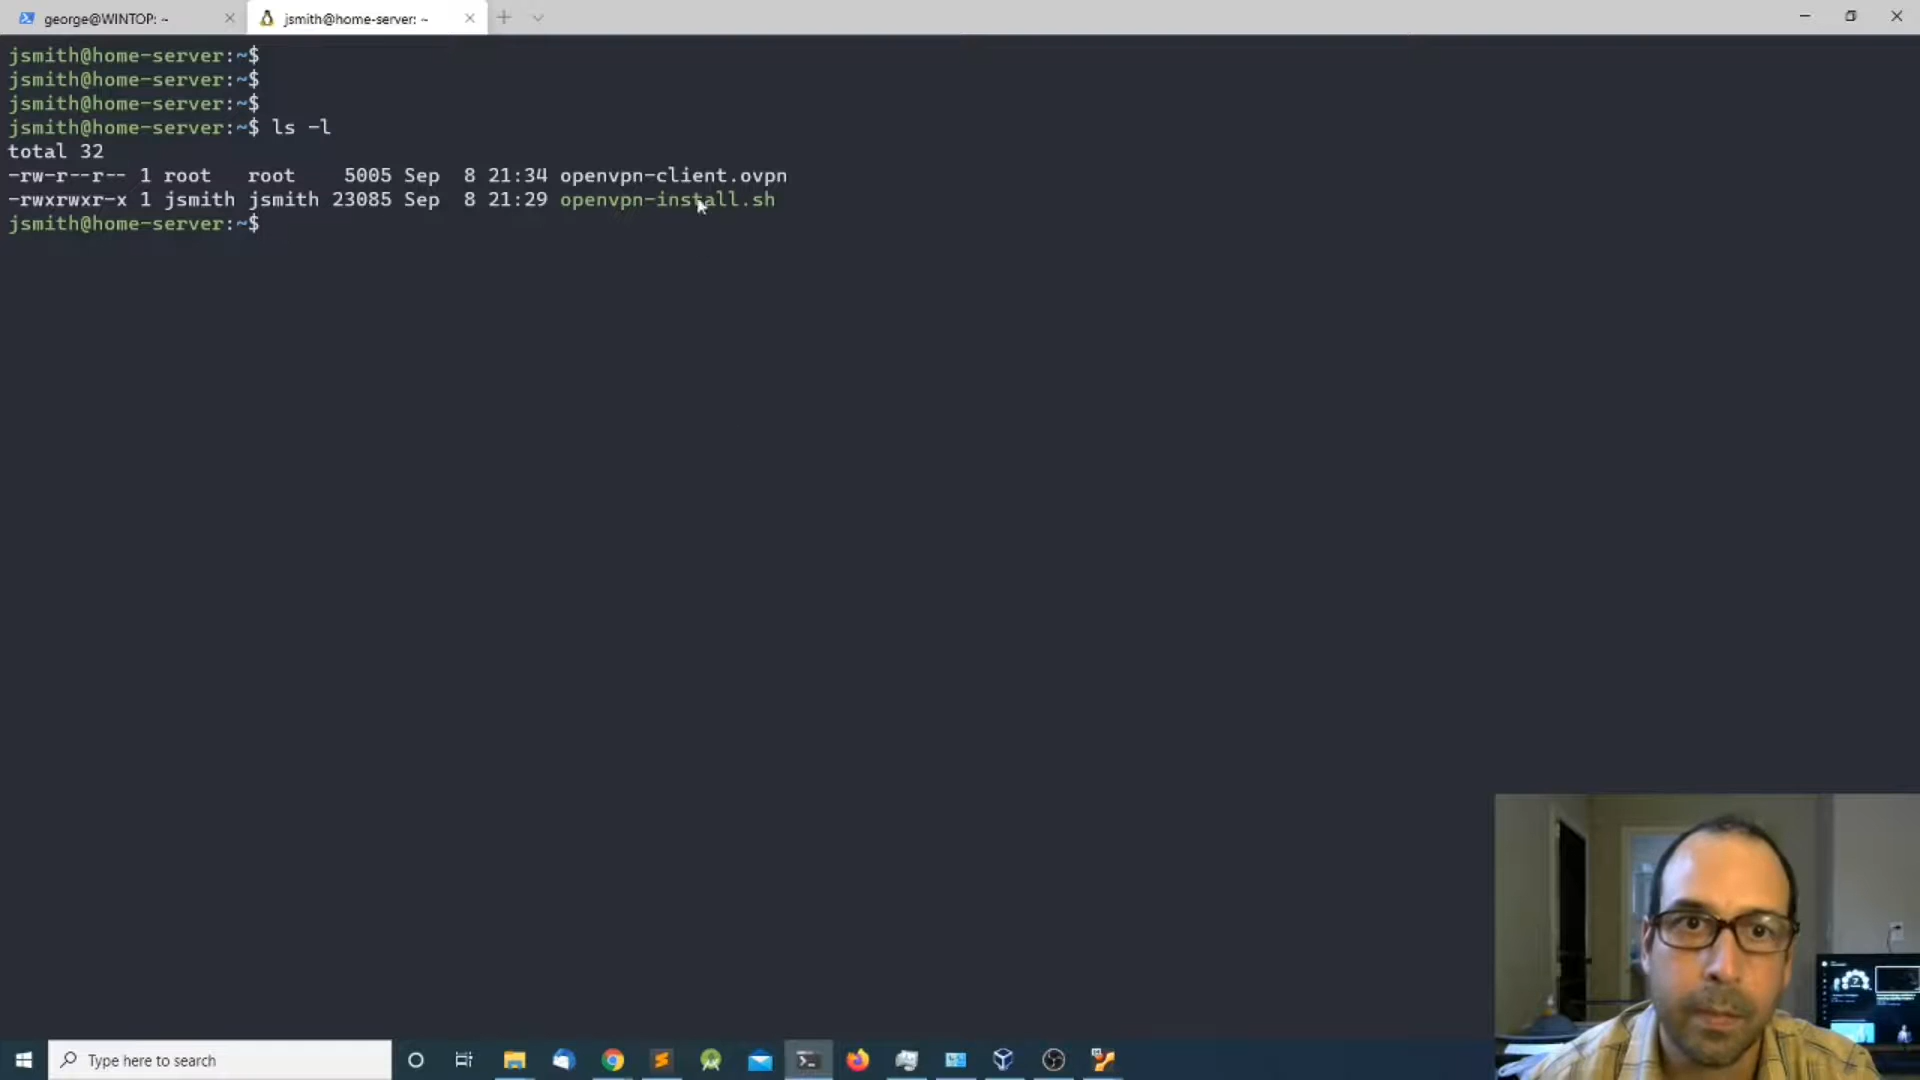 george@WINTOP: ~
jsmith@home-server: ~
jsmith@home-server:~$
jsmith@home-server:~$
jsmith@home-server:~$
jsmith@home-server:~$ ls -l
total 32
-rw-r--r-- 1 root   root    5005 Sep  8 21:34 openvpn-client.ovpn
-rwxrwxr-x 1 jsmith jsmith 23085 Sep  8 21:29 openvpn-install.sh
jsmith@home-server:~$
Type here to search